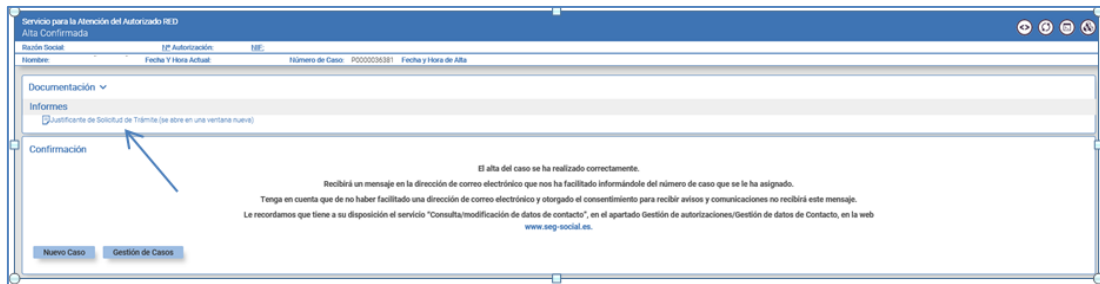 Servicio para la Atención del Autorizado RED
Alta Confirmada
Razón Social: Nº Autorización: NIF:
Nombre: Fecha Y Hora Actual: Número de Caso: P0000036381 Fecha y Hora de Alta
Documentación
Informes
Justificante de Solicitud de Trámite (se abre en una ventana nueva)
Confirmación
El alta del caso se ha realizado correctamente.
Recibirá un mensaje en la dirección de correo electrónico que nos ha facilitado informándole del número de caso que se le ha asignado.
Tenga en cuenta que de no haber facilitado una dirección de correo electrónico y otorgado el consentimiento para recibir avisos y comunicaciones no recibirá este mensaje.
Le recordamos que tiene a su disposición el servicio "Consulta/modificación de datos de contacto", en el apartado Gestión de autorizaciones/Gestión de datos de Contacto, en la web
www.seg-social.es.
Nuevo Caso Gestión de Casos